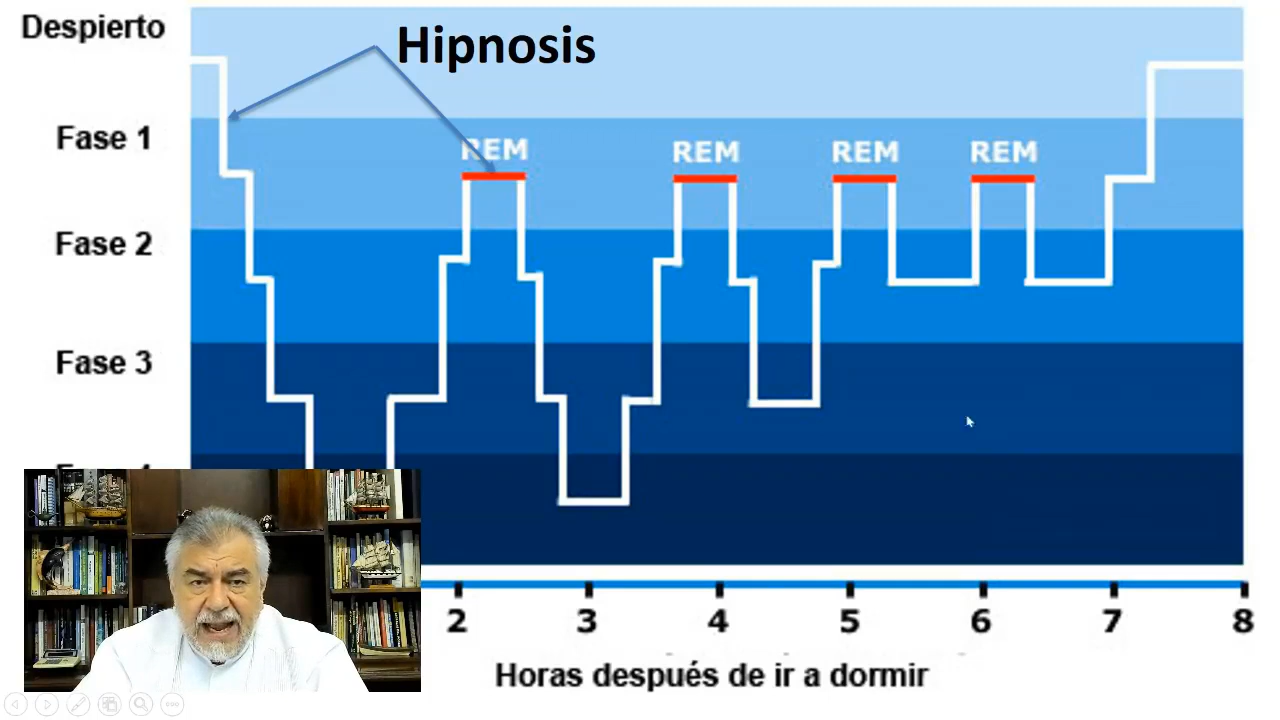 Despierto
Hipnosis
Fase 1
REM REM REM REM
Fase 2
Fase 3
2 3 4 5 6 7 8
Horas después de ir a dormir